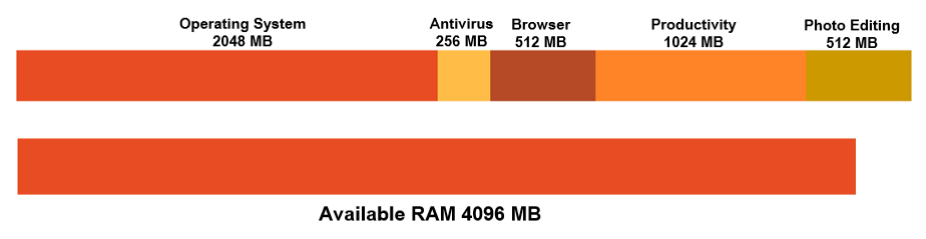 Operating System
2048 MB
Antivirus
256 MB
Browser
512 MB
Productivity
1024 MB
Photo Editing
512 MB
Available RAM 4096 MB